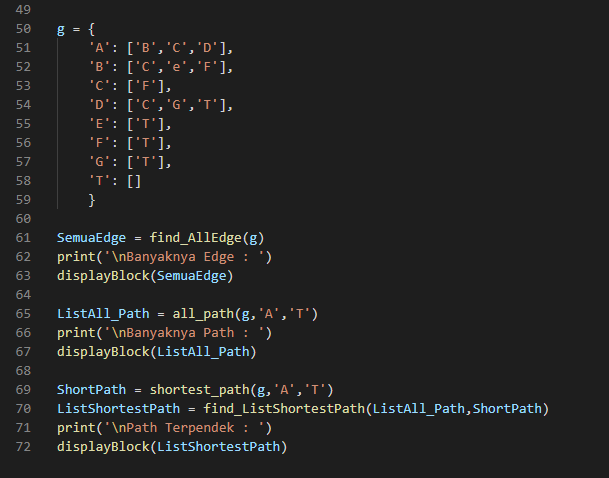 49
50 g = {
51 'A': ['B','C','D'],
52 'B': ['C','e','F'],
53 'C': ['F'],
54 'D': ['C','G','T'],
55 'E': ['T'],
56 'F': ['T'],
57 'G': ['T'],
58 'T': []
59 }
60
61 SemuaEdge = find_AllEdge(g)
62 print('\nBanyaknya Edge : ')
63 displayBlock(SemuaEdge)
64
65 ListAll_Path = all_path(g,'A','T')
66 print('\nBanyaknya Path : ')
67 displayBlock(ListAll_Path)
68
69 ShortPath = shortest_path(g,'A','T')
70 ListShortestPath = find_ListShortestPath(ListAll_Path,ShortPath)
71 print('\nPath Terpendek : ')
72 displayBlock(ListShortestPath)